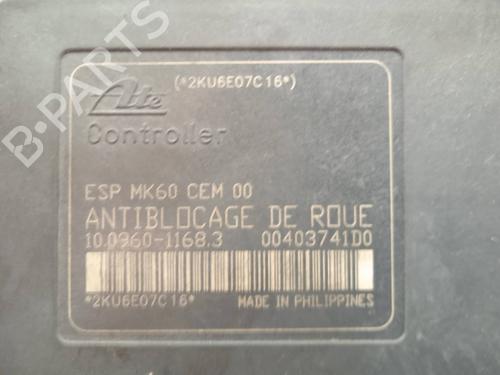 (*2KU6E07C16*)
Ate
Controller
ESP MK60 CEM 00
ANTIBLOCAGE DE ROUE
10.0960-1168.3 00403741D0
*2KU6E07C16* MADE IN PHILIPPINES
B-PARTS